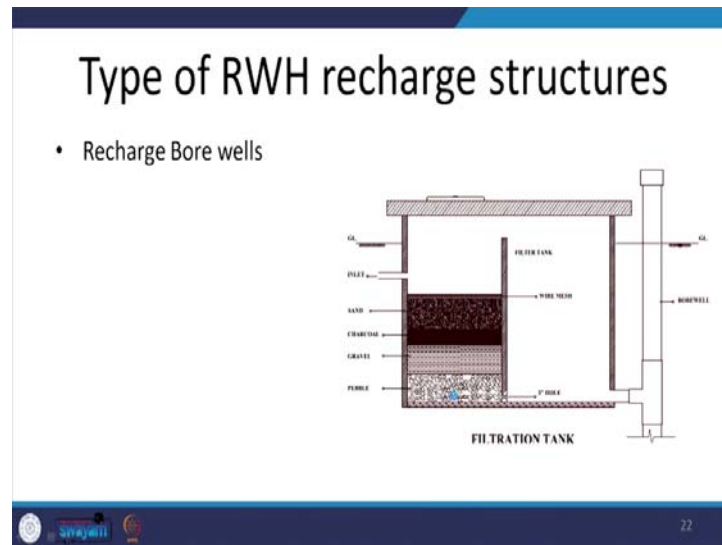 Type of RWH recharge structures
• Recharge Bore wells
GL.
GL.
FILTER TANK
INLET
WIRE MESH
BOREWELL
SAND
CHARCOAL
GRAVEL
PEBBLE
3" HOLE
FILTRATION TANK
swayam
22